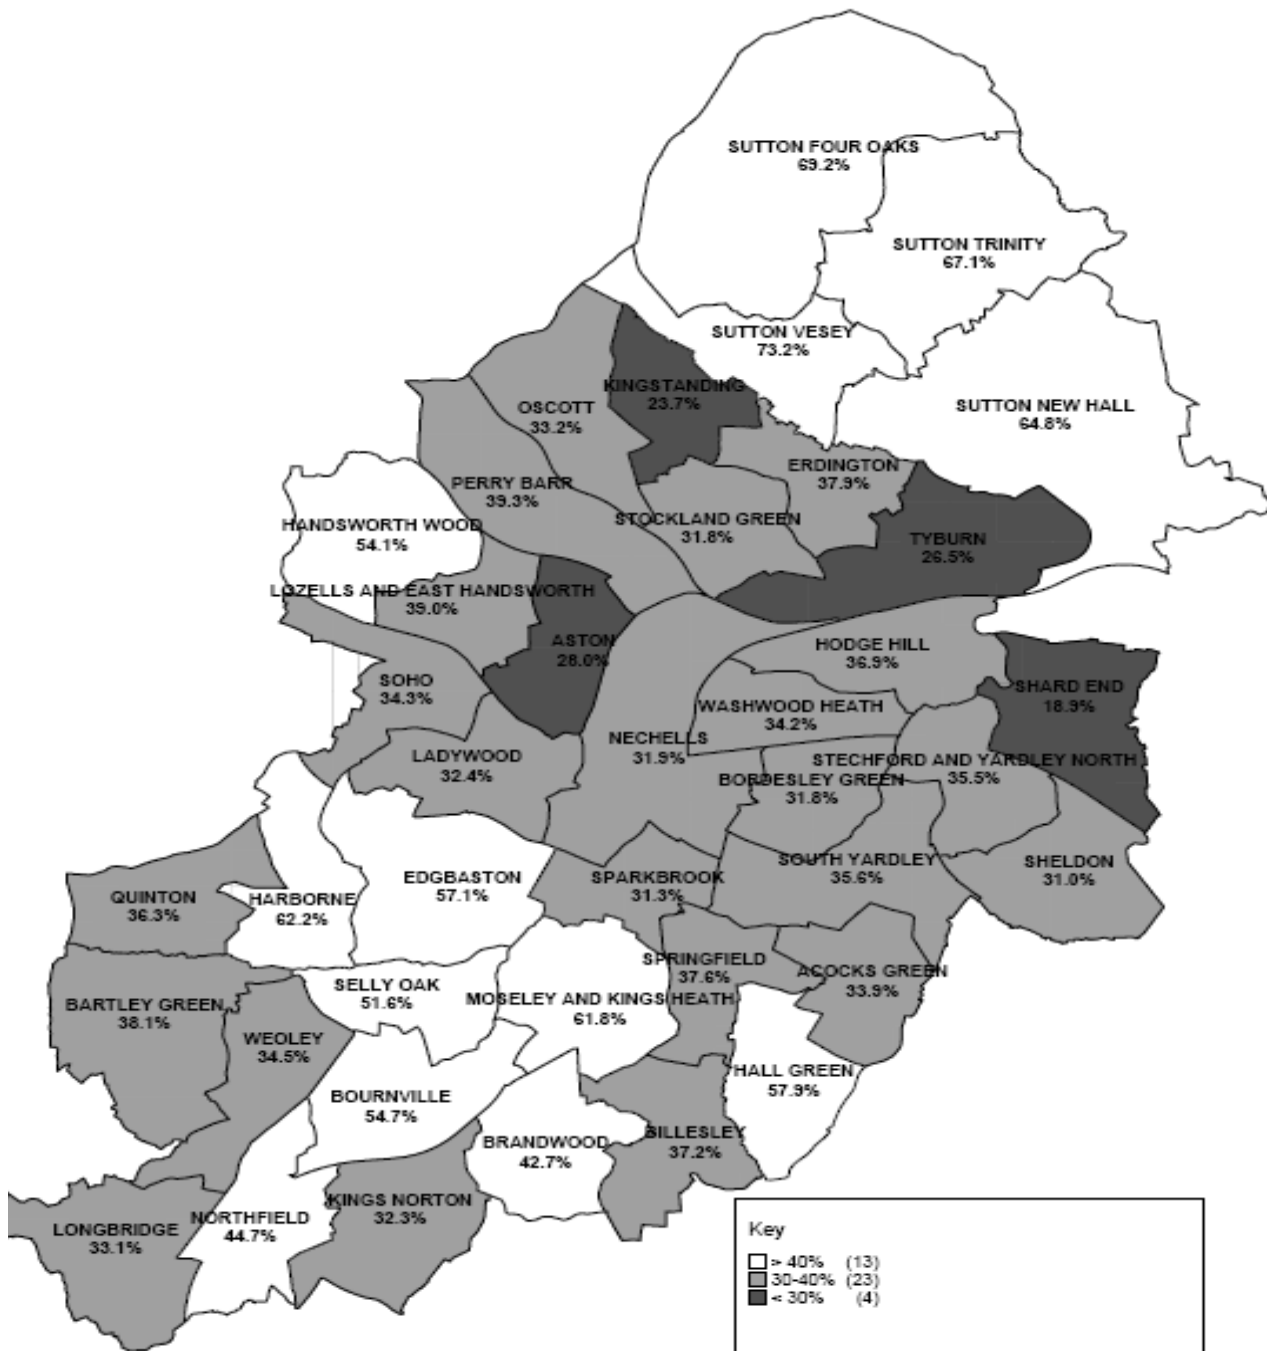 SUTTON FOUR OAKS
69.2%
SUTTON TRINITY
67.1%
SUTTON VESEY
73.2%
KINGSTANDING
23.7%
OSCOTT
33.2%
SUTTON NEW HALL
64.8%
ERDINGTON
37.9%
PERRY BARR
39.3%
HANDSWORTH WOOD
54.1%
STOCKLAND GREEN
31.8%
TYBURN
26.5%
LOZELLS AND EAST HANDSWORTH
39.0%
ASTON
28.0%
HODGE HILL
36.9%
SOHO
34.3%
SHARD END
18.9%
WASHWOOD HEATH
34.2%
NECHELLS
31.9%
LADYWOOD
32.4%
STECHFORD AND YARDLEY NORTH
35.5%
BORDESLEY GREEN
31.8%
SOUTH YARDLEY
35.6%
SHELDON
31.0%
EDGBASTON
57.1%
SPARKBROOK
31.3%
QUINTON
36.3%
HARBORNE
62.2%
SPRINGFIELD
37.6%
ACOCKS GREEN
33.9%
SELLY OAK
51.6%
MOSELEY AND KINGS HEATH
61.8%
BARTLEY GREEN
38.1%
WEOLEY
34.5%
HALL GREEN
57.9%
BOURNVILLE
54.7%
BILLESLEY
37.2%
BRANDWOOD
42.7%
KINGS NORTON
32.3%
NORTHFIELD
44.7%
LONGBRIDGE
33.1%
Key
> 40% (13)
30-40% (23)
< 30% (4)